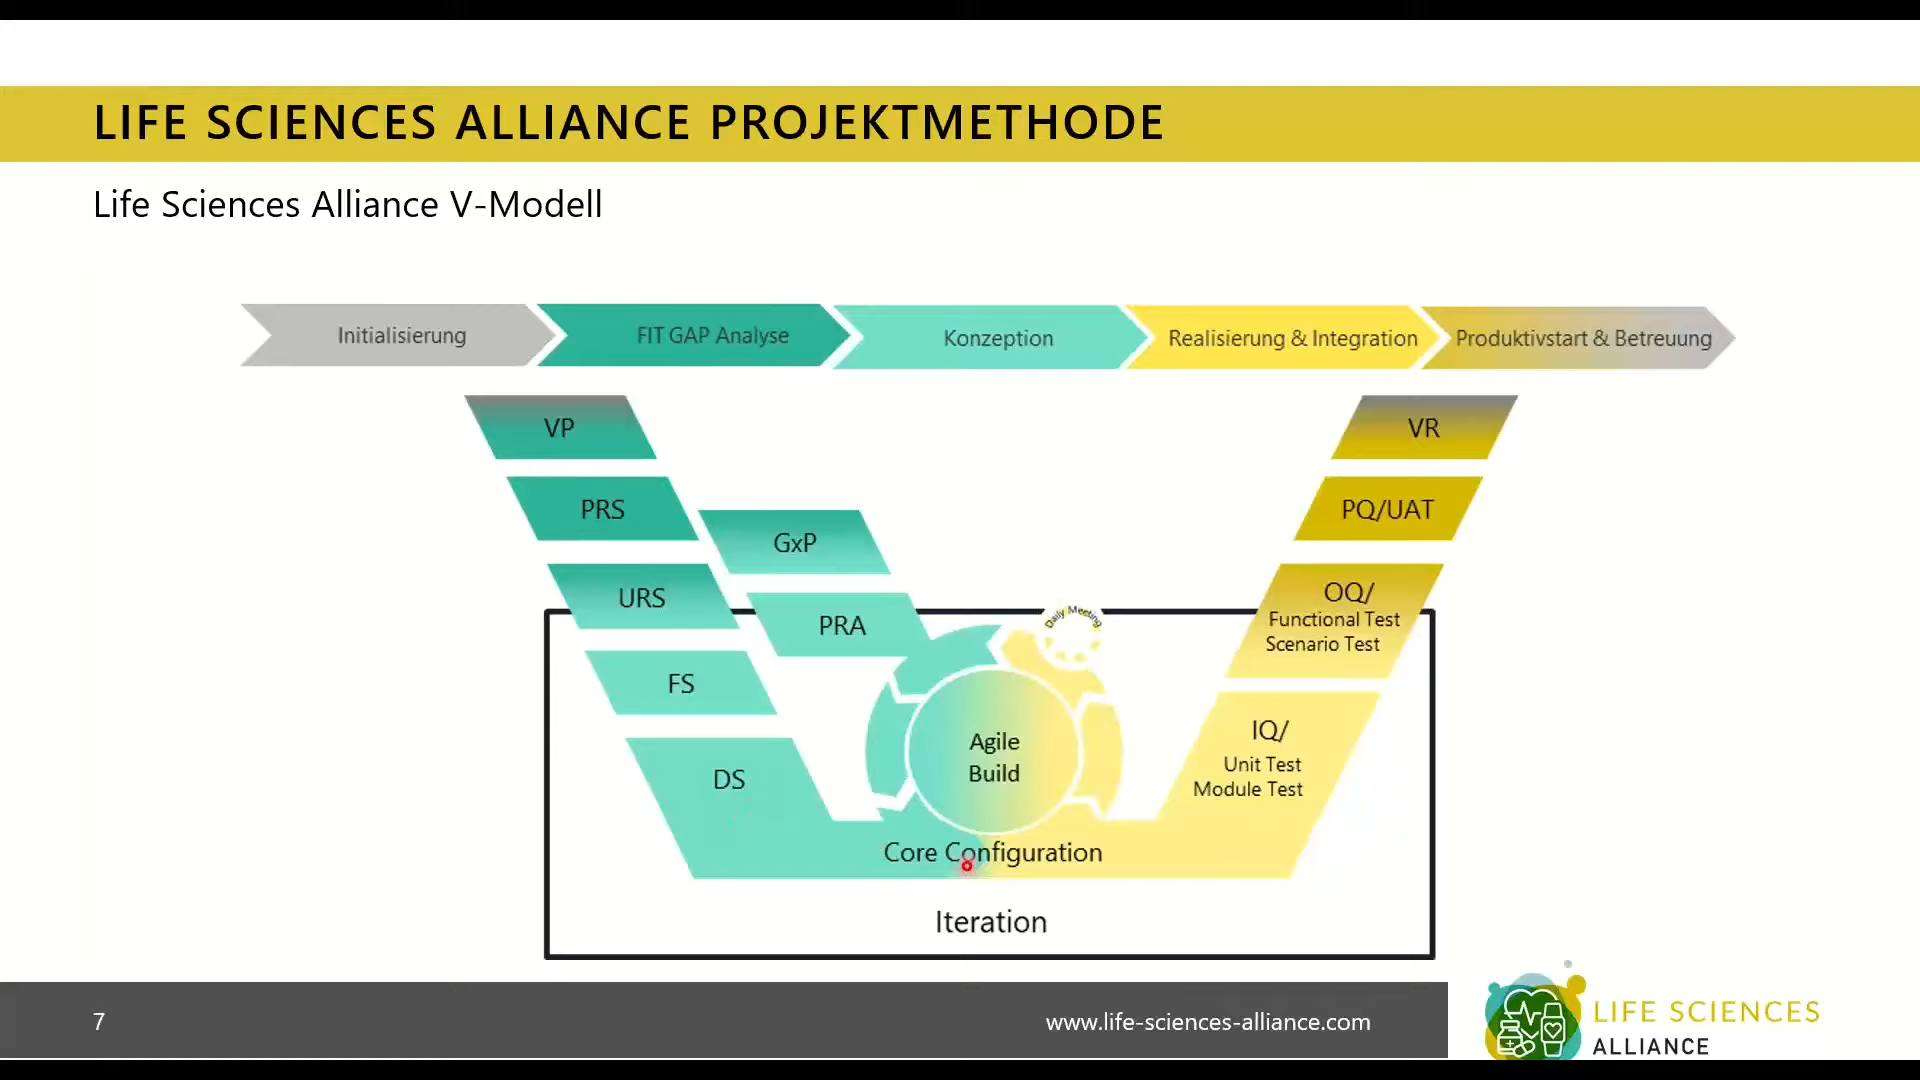 LIFE SCIENCES ALLIANCE PROJEKTMETHODE
Life Sciences Alliance V-Modell
Initialisierung
FIT GAP Analyse
Konzeption
Realisierung & Integration
Produktivstart & Betreuung
VP
VR
PRS
PQ/UAT
GxP
URS
OQ/
Functional Test
Scenario Test
PRA
Daily Meeting
FS
IQ/
Unit Test
Module Test
Agile
Build
DS
Core Configuration
Iteration
7
www.life-sciences-alliance.com
LIFE SCIENCES
ALLIANCE